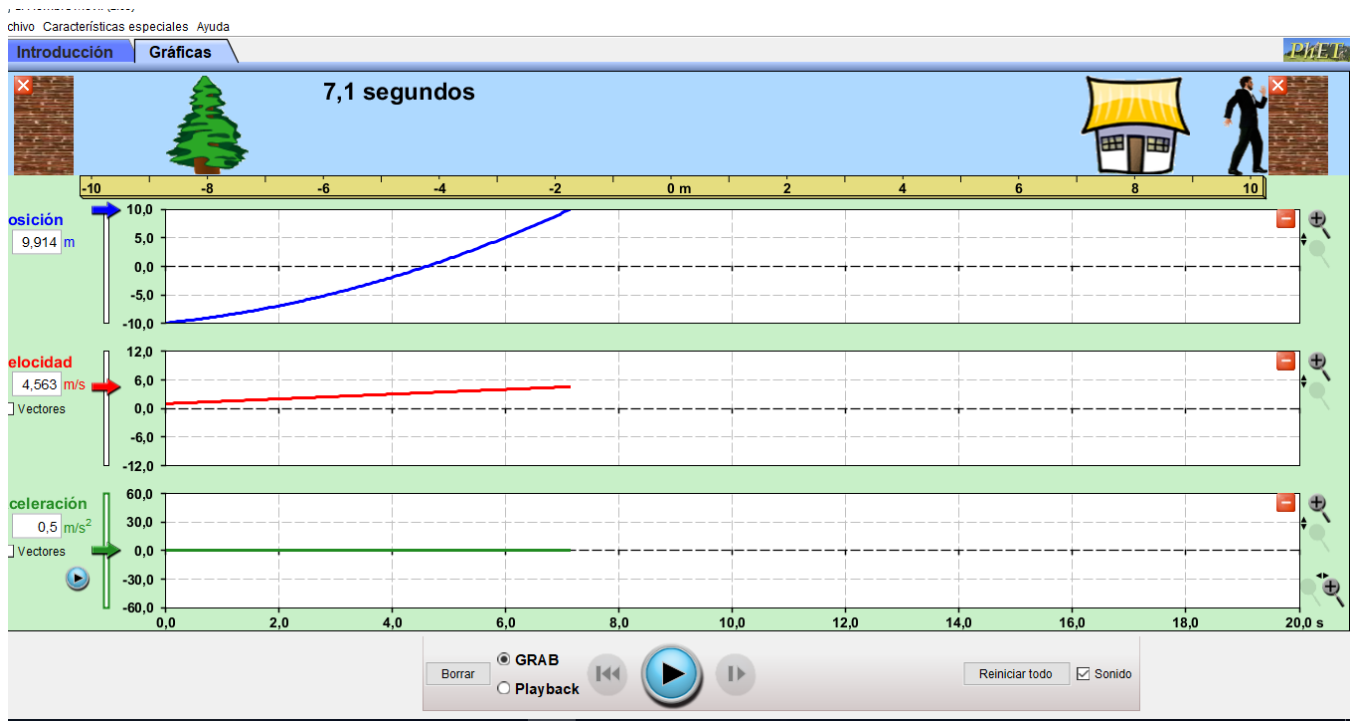 chivo Características especiales Ayuda
Introducción Gráficas
PhET
7,1 segundos
-10 -8 -6 -4 -2 0 m 2 4 6 8 10
osición
9,914 m
10,0
5,0
0,0
-5,0
-10,0
elocidad
4,563 m/s
Vectores
12,0
6,0
0,0
-6,0
-12,0
celeración
0,5 m/s²
Vectores
60,0
30,0
0,0
-30,0
-60,0
0,0 2,0 4,0 6,0 8,0 10,0 12,0 14,0 16,0 18,0 20,0 s
Borrar
GRAB
Playback
Reiniciar todo
Sonido